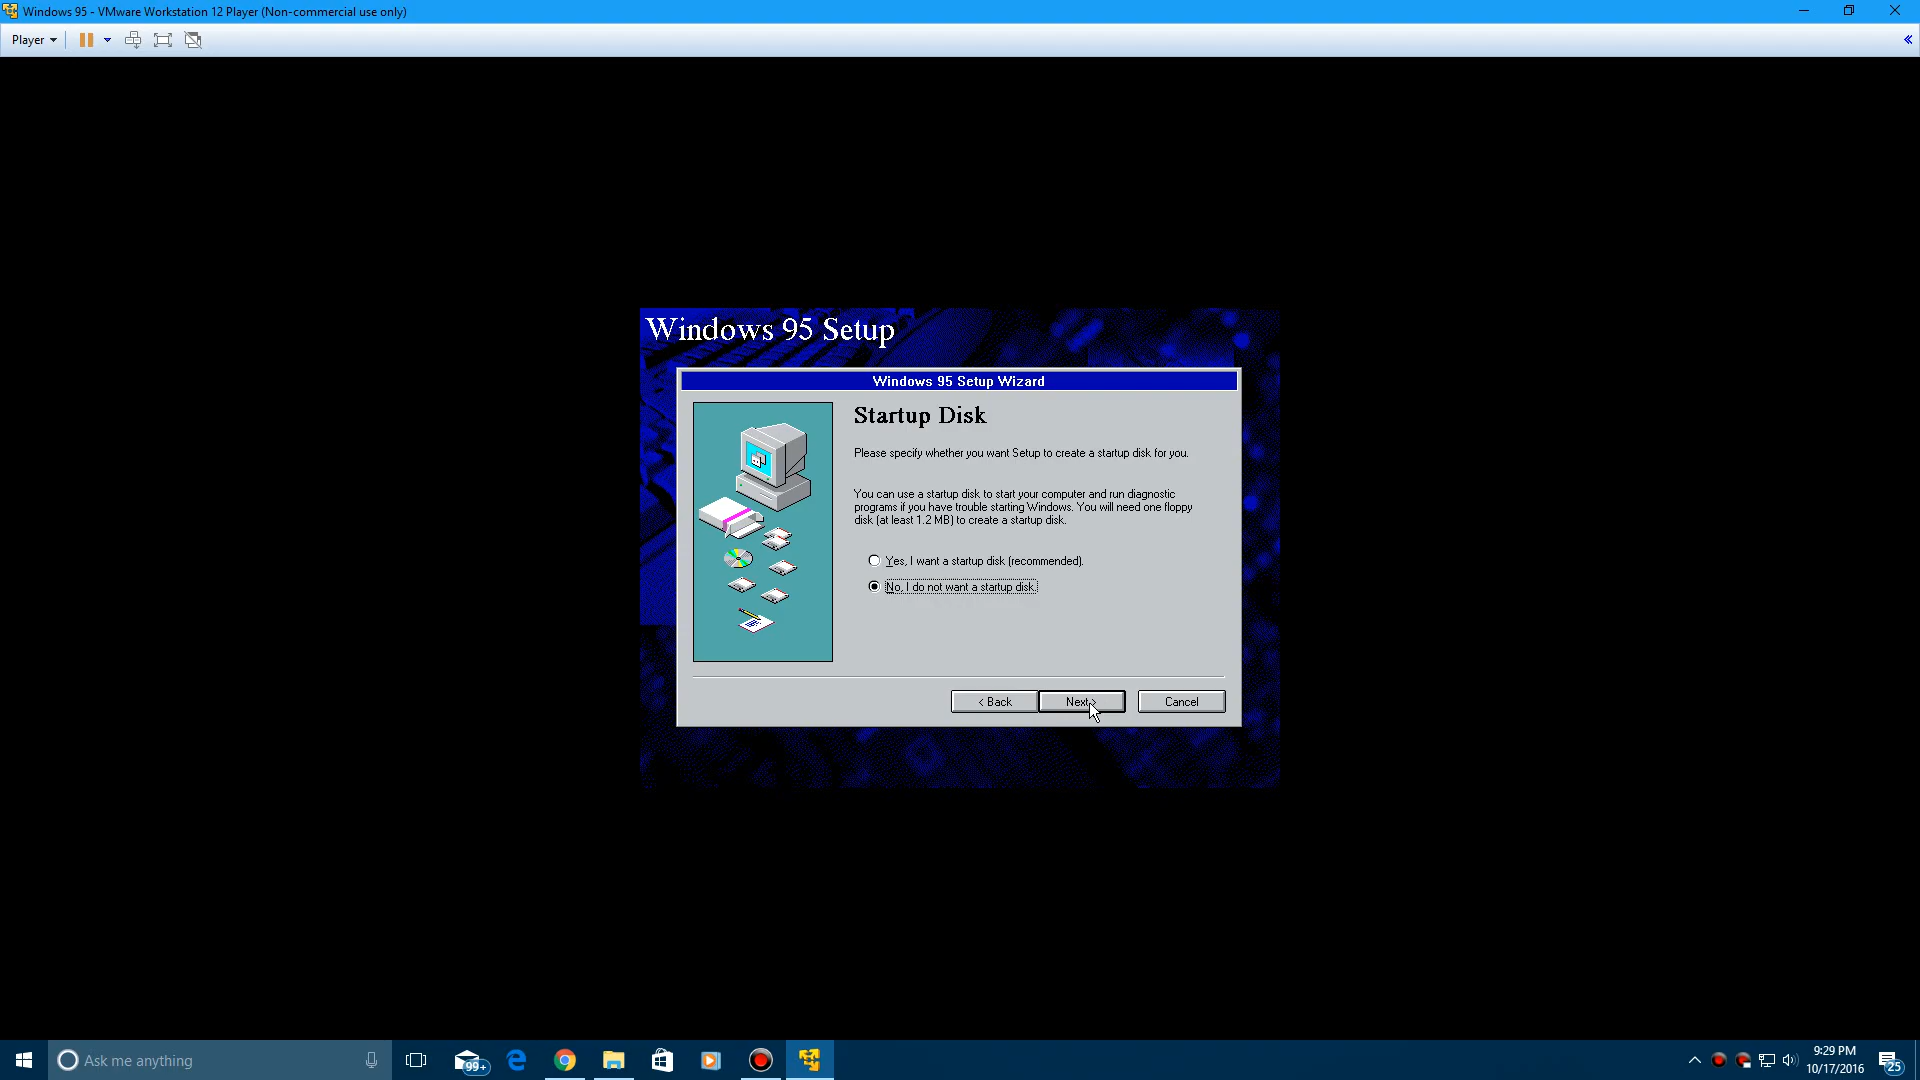 Windows 95 - VMware Workstation 12 Player (Non-commercial use only)
Player
Windows 95 Setup
Windows 95 Setup Wizard
Startup Disk
Please specify whether you want Setup to create a startup disk for you.
You can use a startup disk to start your computer and run diagnostic
programs if you have trouble starting Windows. You will need one floppy
disk (at least 1.2 MB) to create a startup disk.
Yes, I want a startup disk (recommended).
No, I do not want a startup disk.
< Back
Next>
Cancel
Ask me anything
99+
9:29 PM
10/17/2016
25